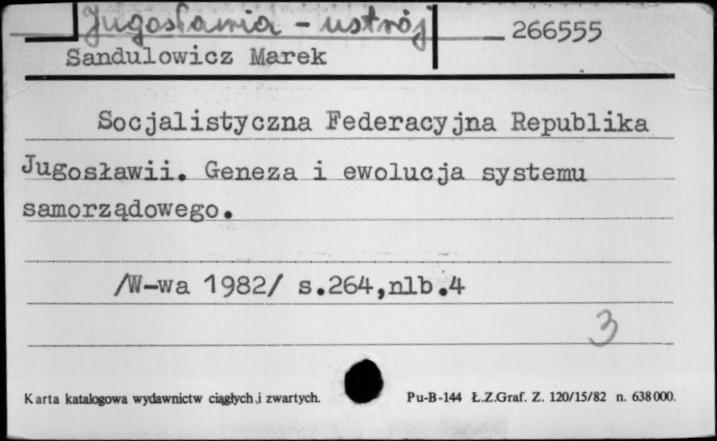 Jugosławia - ustrój
266555
Sandulowicz Marek
Socjalistyczna Federacyjna Republika
Jugosławii. Geneza i ewolucja systemu
samorządowego.
/W-wa 1982/ s.264,nlb.4
3
Karta katalogowa wydawnictw ciągłych i zwartych.
Pu-B-144 Ł.Z.Graf. Z. 120/15/82 n. 638000.